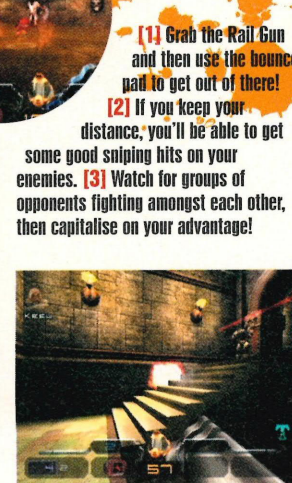 [1] Grab the Rail Gun
and then use the bounce
pad to get out of there!
[2] If you keep your
distance, you'll be able to get
some good sniping hits on your
enemies. [3] Watch for groups of
opponents fighting amongst each other,
then capitalise on your advantage!
57